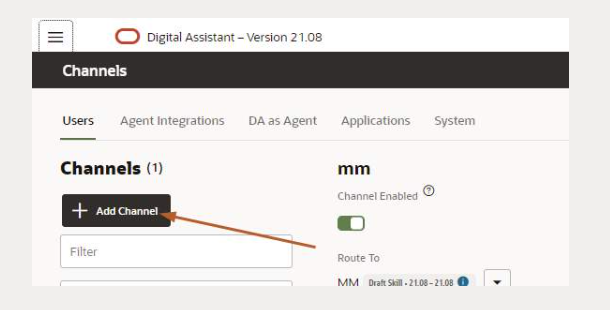 Digital Assistant – Version 21.08
Channels
Users Agent Integrations DA as Agent Applications System
Channels (1)
+ Add Channel
Filter
mm
Channel Enabled ?
Route To
MM Draft Skill - 21.08 - 21.08 i